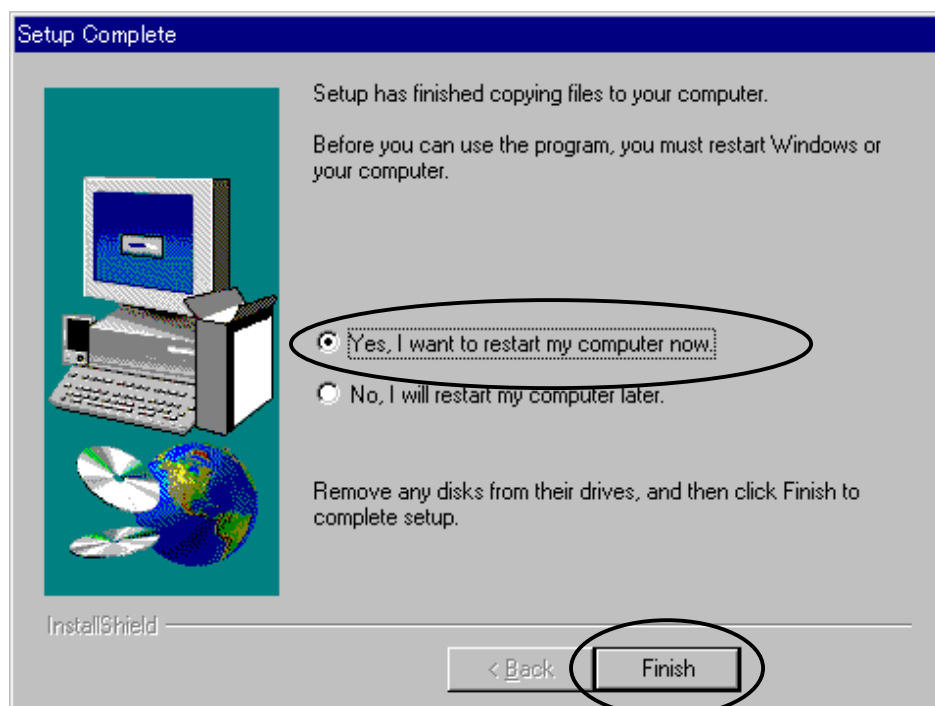 Setup Complete
Setup has finished copying files to your computer.
Before you can use the program, you must restart Windows or
your computer.
Yes, I want to restart my computer now.
No, I will restart my computer later.
Remove any disks from their drives, and then click Finish to
complete setup.
InstallShield
< Back
Finish